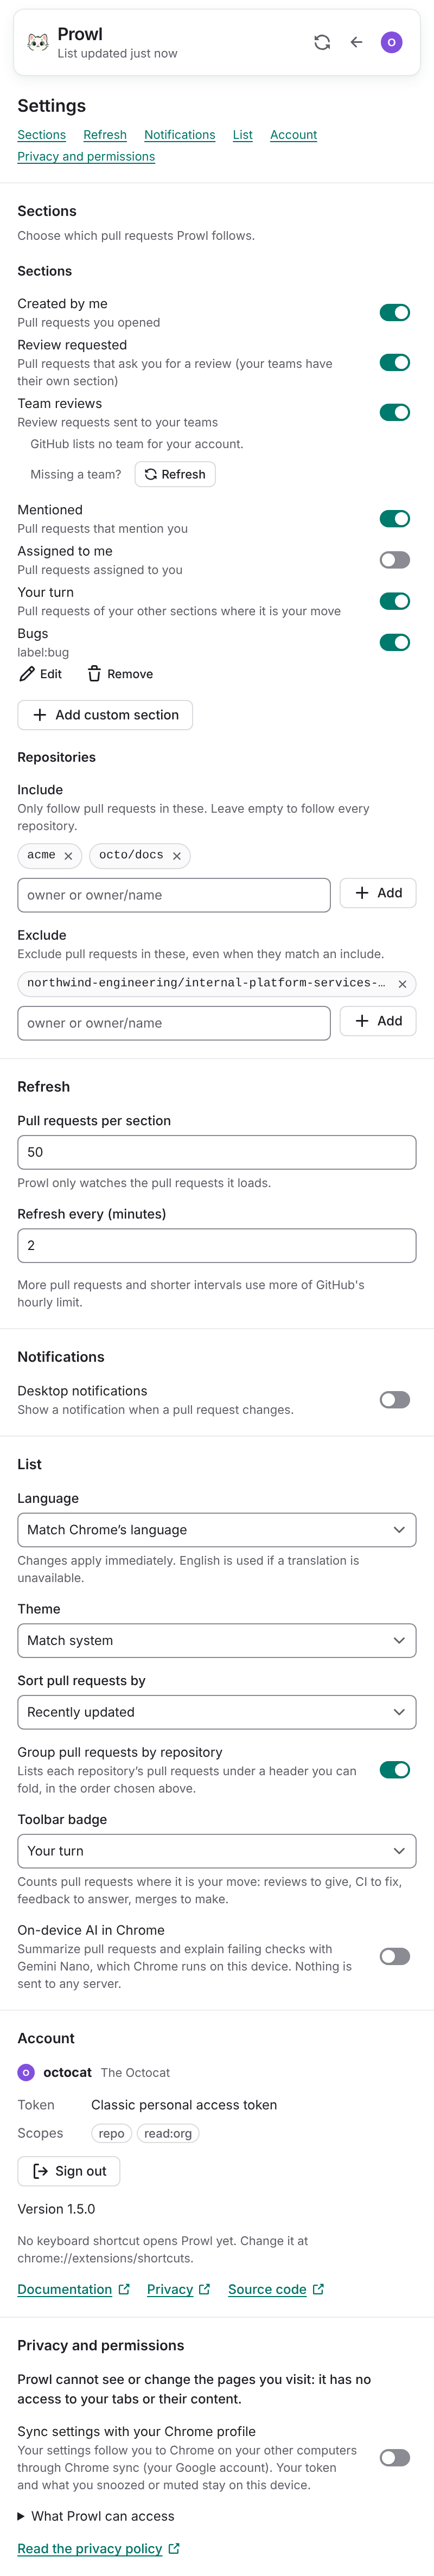 Prowl
List updated just now
O
Settings
Sections Refresh Notifications List Account
Privacy and permissions
Sections
Choose which pull requests Prowl follows.
Sections
Created by me
Pull requests you opened
Review requested
Pull requests that ask you for a review (your teams have
their own section)
Team reviews
Review requests sent to your teams
GitHub lists no team for your account.
Missing a team? Refresh
Mentioned
Pull requests that mention you
Assigned to me
Pull requests assigned to you
Your turn
Pull requests of your other sections where it is your move
Bugs
label:bug
Edit Remove
Add custom section
Repositories
Include
Only follow pull requests in these. Leave empty to follow every
repository.
acme octo/docs
owner or owner/name Add
Exclude
Exclude pull requests in these, even when they match an include.
northwind-engineering/internal-platform-services-…
owner or owner/name Add
Refresh
Pull requests per section
50
Prowl only watches the pull requests it loads.
Refresh every (minutes)
2
More pull requests and shorter intervals use more of GitHub's
hourly limit.
Notifications
Desktop notifications
Show a notification when a pull request changes.
List
Language
Match Chrome’s language
Changes apply immediately. English is used if a translation is
unavailable.
Theme
Match system
Sort pull requests by
Recently updated
Group pull requests by repository
Lists each repository’s pull requests under a header you can
fold, in the order chosen above.
Toolbar badge
Your turn
Counts pull requests where it is your move: reviews to give, CI to fix,
feedback to answer, merges to make.
On-device AI in Chrome
Summarize pull requests and explain failing checks with
Gemini Nano, which Chrome runs on this device. Nothing is
sent to any server.
Account
O octocat The Octocat
Token Classic personal access token
Scopes repo read:org
Sign out
Version 1.5.0
No keyboard shortcut opens Prowl yet. Change it at
chrome://extensions/shortcuts.
Documentation Privacy Source code
Privacy and permissions
Prowl cannot see or change the pages you visit: it has no
access to your tabs or their content.
Sync settings with your Chrome profile
Your settings follow you to Chrome on your other computers
through Chrome sync (your Google account). Your token
and what you snoozed or muted stay on this device.
What Prowl can access
Read the privacy policy